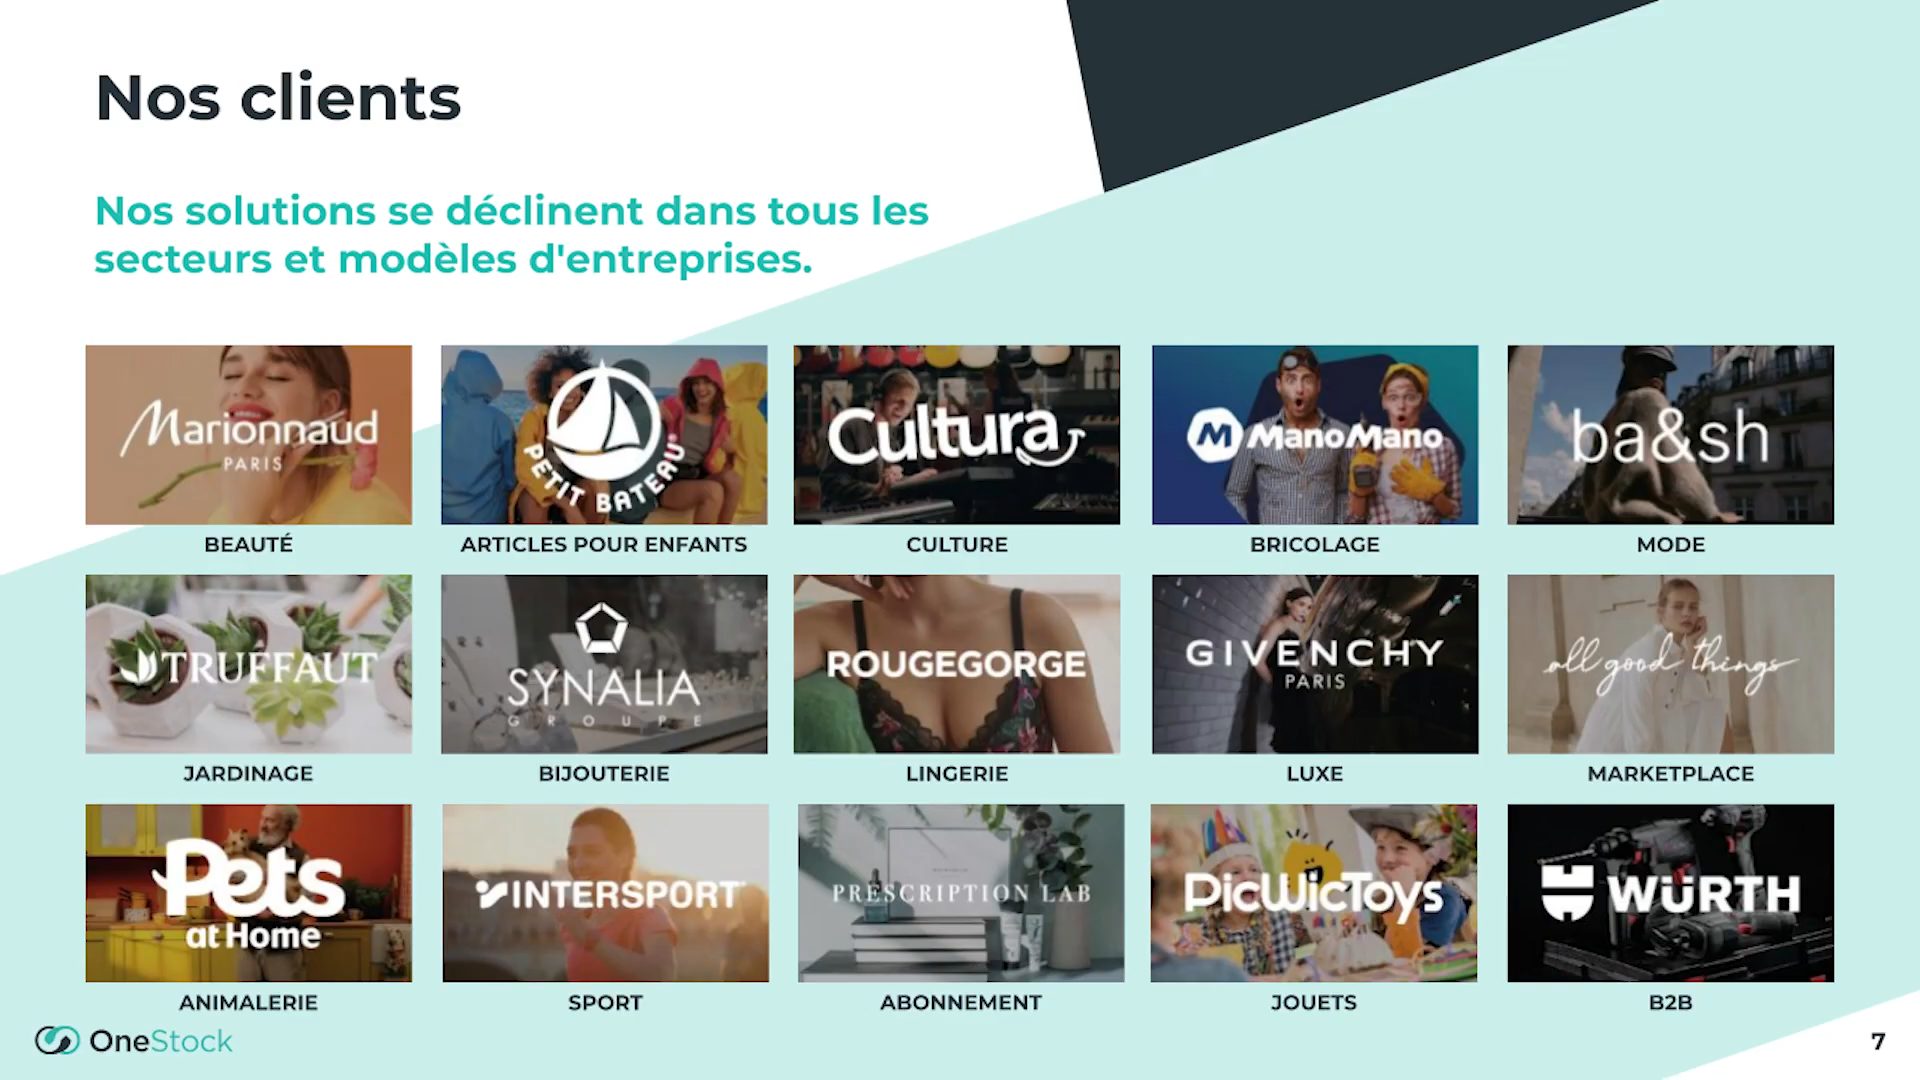 Nos clients
Nos solutions se déclinent dans tous les
secteurs et modèles d'entreprises.
Marionnaud
PARIS
PETIT BATEAU
Cultura
M ManoMano
ba&sh
BEAUTÉ
ARTICLES POUR ENFANTS
CULTURE
BRICOLAGE
MODE
TRUFFAUT
SYNALIA
GROUPE
ROUGEGORGE
GIVENCHY
PARIS
all good things
JARDINAGE
BIJOUTERIE
LINGERIE
LUXE
MARKETPLACE
Pets
at Home
INTERSPORT
PRESCRIPTION LAB
PicWicToys
WÜRTH
ANIMALERIE
SPORT
ABONNEMENT
JOUETS
B2B
OneStock
7